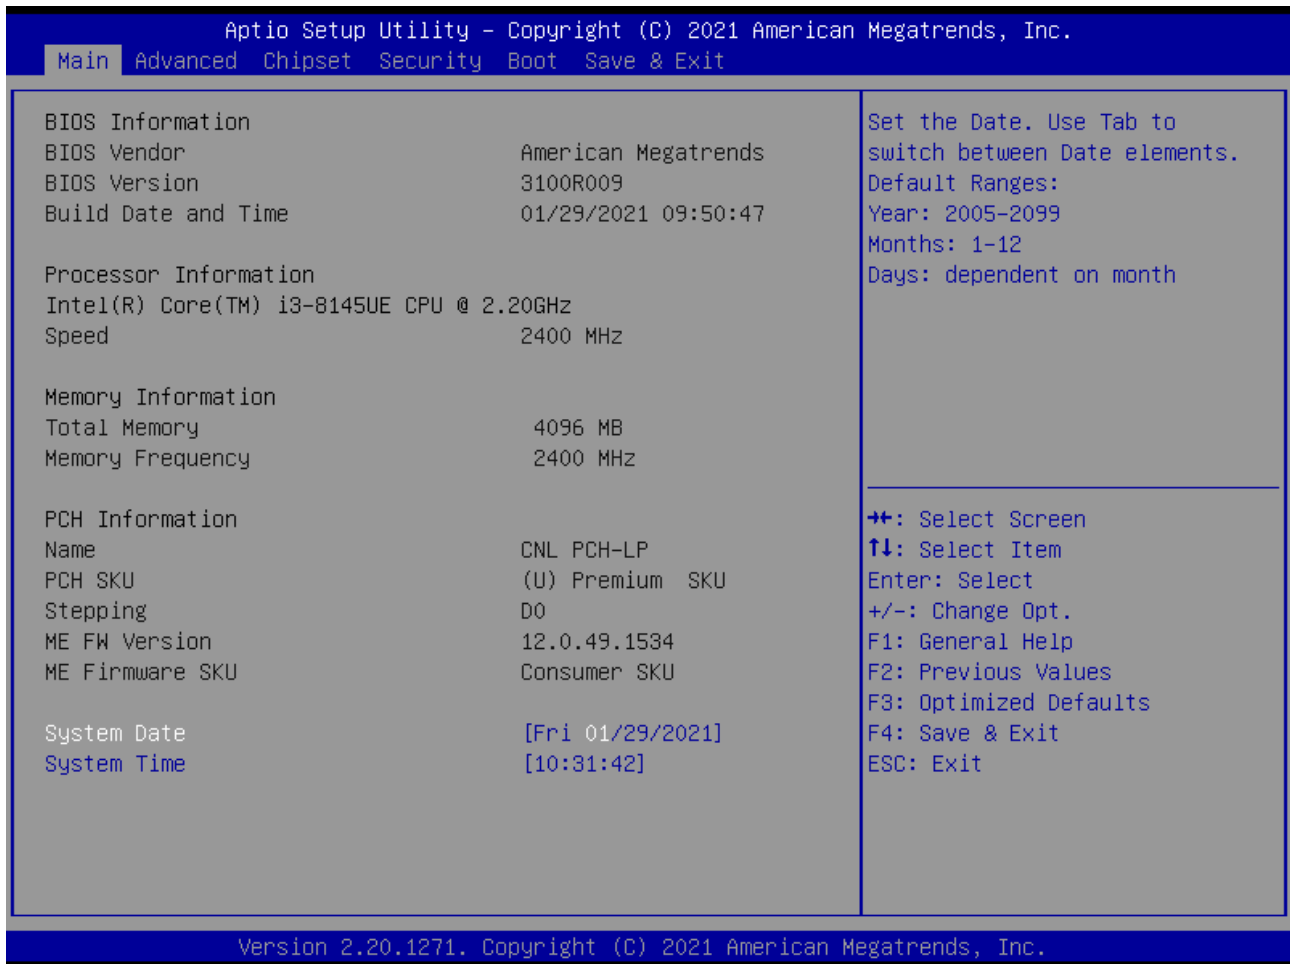 Aptio Setup Utility - Copyright (C) 2021 American Megatrends, Inc.
Main Advanced Chipset Security Boot Save & Exit
BIOS Information
BIOS Vendor American Megatrends
BIOS Version 3100R009
Build Date and Time 01/29/2021 09:50:47
Processor Information
Intel(R) Core(TM) i3-8145UE CPU @ 2.20GHz
Speed 2400 MHz
Memory Information
Total Memory 4096 MB
Memory Frequency 2400 MHz
PCH Information
Name CNL PCH-LP
PCH SKU (U) Premium SKU
Stepping D0
ME FW Version 12.0.49.1534
ME Firmware SKU Consumer SKU
System Date [Fri 01/29/2021]
System Time [10:31:42]
Set the Date. Use Tab to
switch between Date elements.
Default Ranges:
Year: 2005-2099
Months: 1-12
Days: dependent on month
→←: Select Screen
↑↓: Select Item
Enter: Select
+/-: Change Opt.
F1: General Help
F2: Previous Values
F3: Optimized Defaults
F4: Save & Exit
ESC: Exit
Version 2.20.1271. Copyright (C) 2021 American Megatrends, Inc.